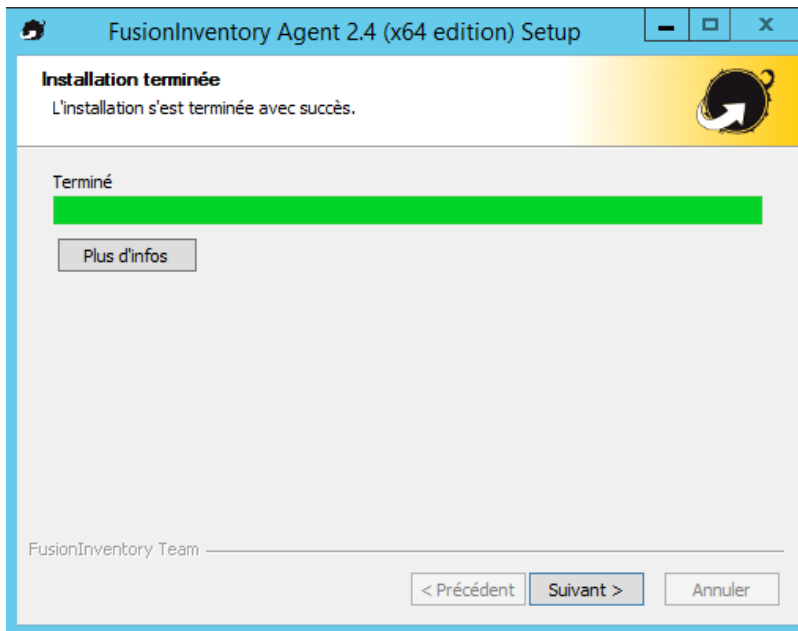 FusionInventory Agent 2.4 (x64 edition) Setup
Installation terminée
L'installation s'est terminée avec succès.
Terminé
Plus d'infos
FusionInventory Team
< Précédent
Suivant >
Annuler